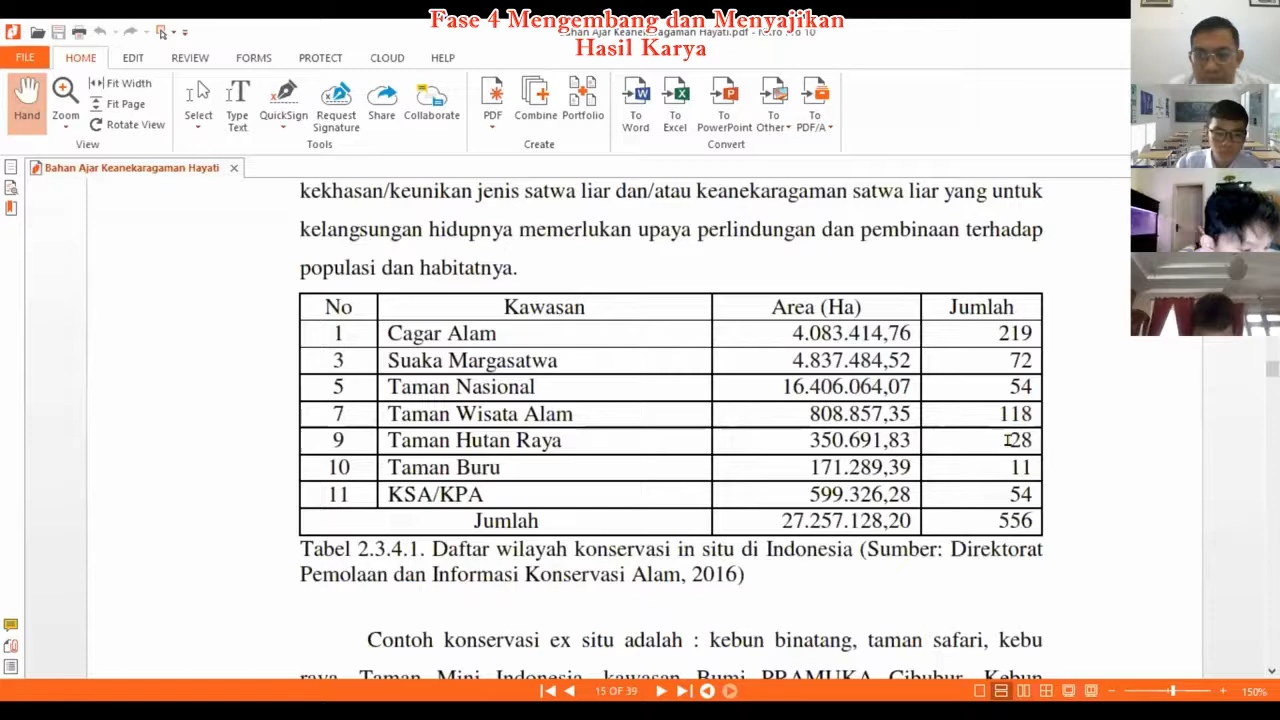 Fase 4 Mengembang dan Menyajikan
Hasil Karya
FILE HOME EDIT REVIEW FORMS PROTECT CLOUD HELP
Hand
Zoom
Fit Width
Fit Page
Rotate View
View
Select
Type Text
QuickSign
Request Signature
Share
Collaborate
Tools
PDF
Combine
Portfolio
Create
To Word
To Excel
To PowerPoint
To Other
To PDF/A
Convert
Bahan Ajar Keanekaragaman Hayati
kekhasan/keunikan jenis satwa liar dan/atau keanekaragaman satwa liar yang untuk
kelangsungan hidupnya memerlukan upaya perlindungan dan pembinaan terhadap
populasi dan habitatnya.
No Kawasan Area (Ha) Jumlah
1 Cagar Alam 4.083.414,76 219
3 Suaka Margasatwa 4.837.484,52 72
5 Taman Nasional 16.406.064,07 54
7 Taman Wisata Alam 808.857,35 118
9 Taman Hutan Raya 350.691,83 28
10 Taman Buru 171.289,39 11
11 KSA/KPA 599.326,28 54
Jumlah 27.257.128,20 556
Tabel 2.3.4.1. Daftar wilayah konservasi in situ di Indonesia (Sumber: Direktorat
Pemolaan dan Informasi Konservasi Alam, 2016)
Contoh konservasi ex situ adalah : kebun binatang, taman safari, kebu
raya, Taman Mini Indonesia, kawasan Bumi PRAMUKA Cibubur, Kebun
15 OF 39
150%